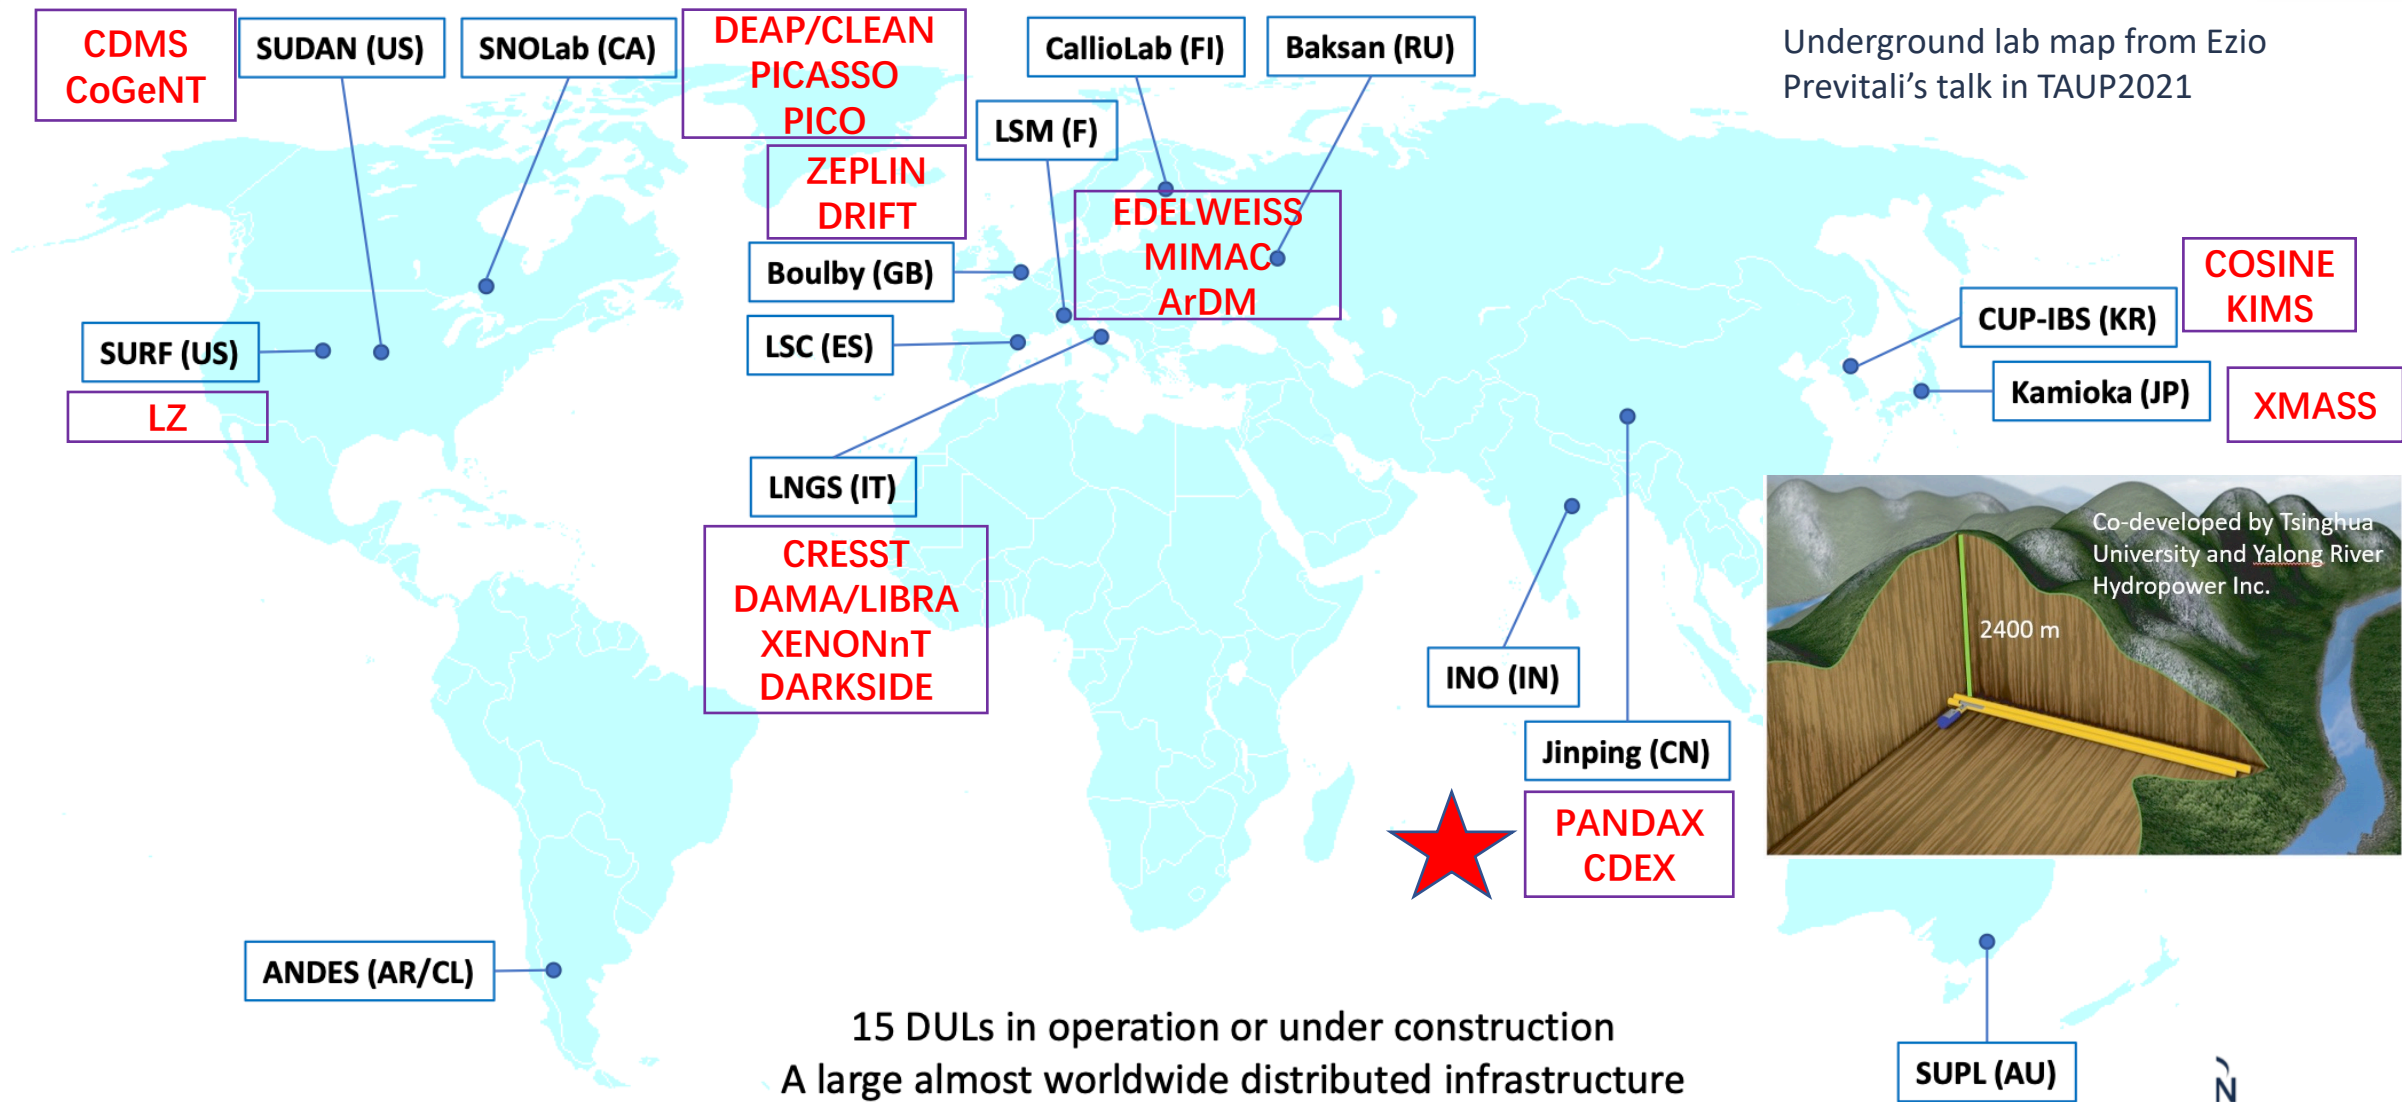 CDMS
CoGeNT
SUDAN (US)
SNOLab (CA)
DEAP/CLEAN
PICASSO
PICO
CallioLab (FI)
Baksan (RU)
Underground lab map from Ezio
Previtali’s talk in TAUP2021
LSM (F)
ZEPLIN
DRIFT
EDELWEISS
MIMAC
ArDM
Boulby (GB)
COSINE
KIMS
CUP-IBS (KR)
SURF (US)
LSC (ES)
LZ
Kamioka (JP)
XMASS
LNGS (IT)
CRESST
DAMA/LIBRA
XENONnT
DARKSIDE
Co-developed by Tsinghua
University and Yalong River
Hydropower Inc.
2400 m
INO (IN)
Jinping (CN)
PANDAX
CDEX
ANDES (AR/CL)
15 DULs in operation or under construction
A large almost worldwide distributed infrastructure
SUPL (AU)
N